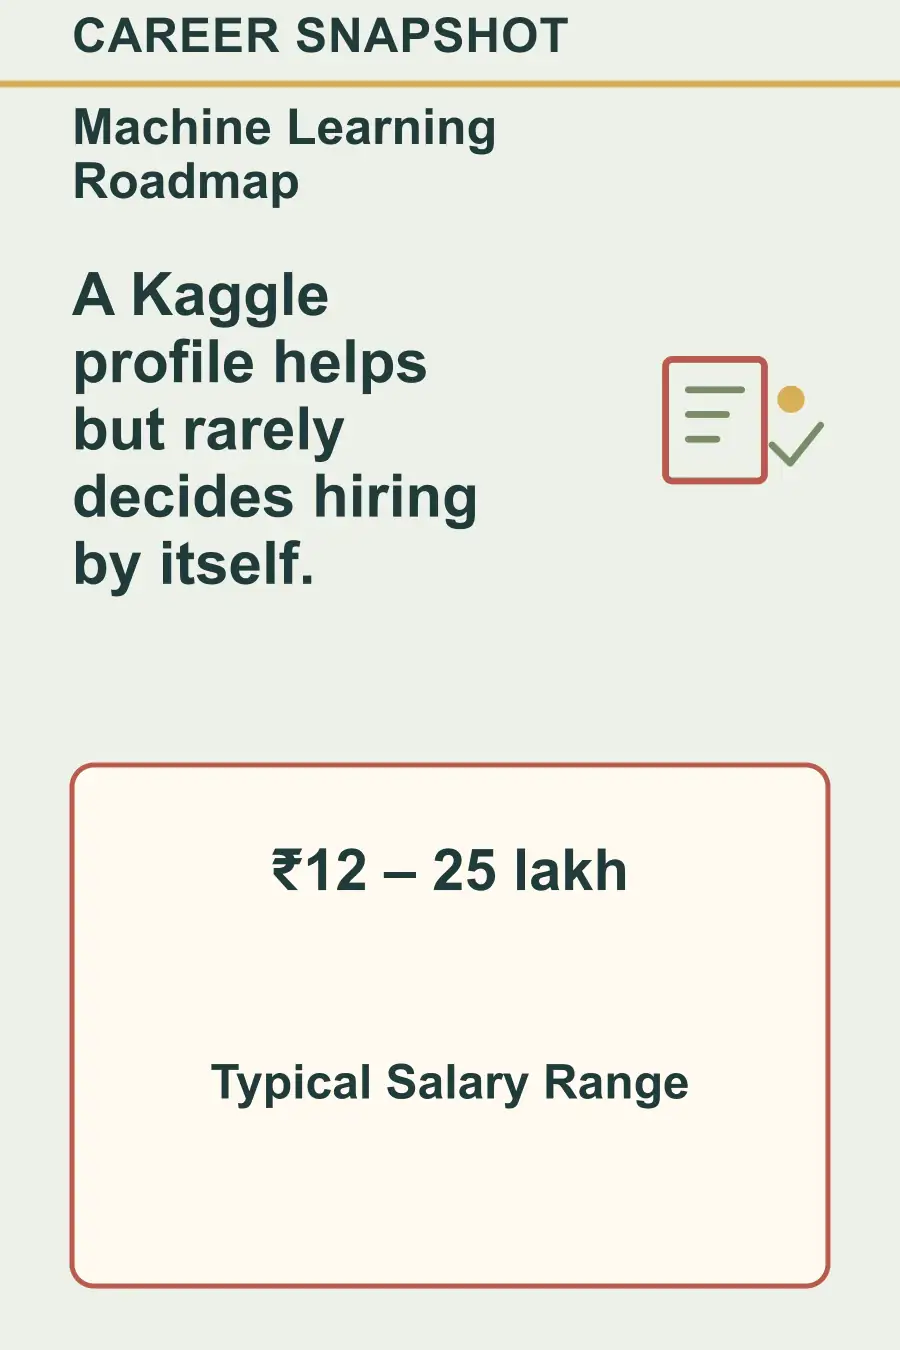 CAREER SNAPSHOT
Machine Learning
Roadmap
A Kaggle
profile helps
but rarely
decides hiring
by itself.
₹12 – 25 lakh
Typical Salary Range